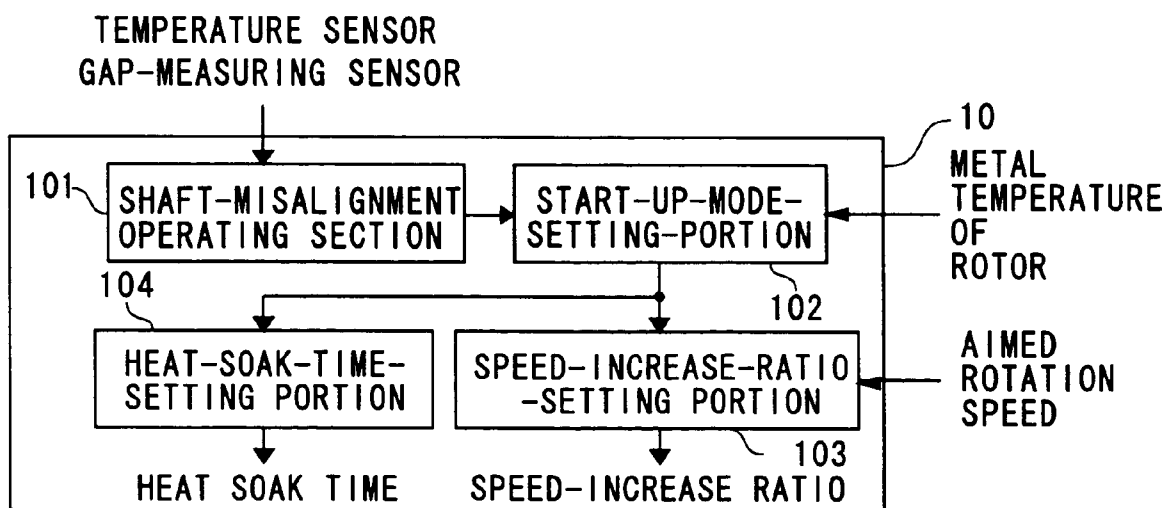 TEMPERATURE SENSOR
GAP-MEASURING SENSOR
10
101
SHAFT-MISALIGNMENT
OPERATING SECTION
START-UP-MODE-
SETTING-PORTION
METAL
TEMPERATURE
OF
ROTOR
102
104
HEAT-SOAK-TIME-
SETTING PORTION
SPEED-INCREASE-RATIO
-SETTING PORTION
AIMED
ROTATION
SPEED
103
HEAT SOAK TIME
SPEED-INCREASE RATIO